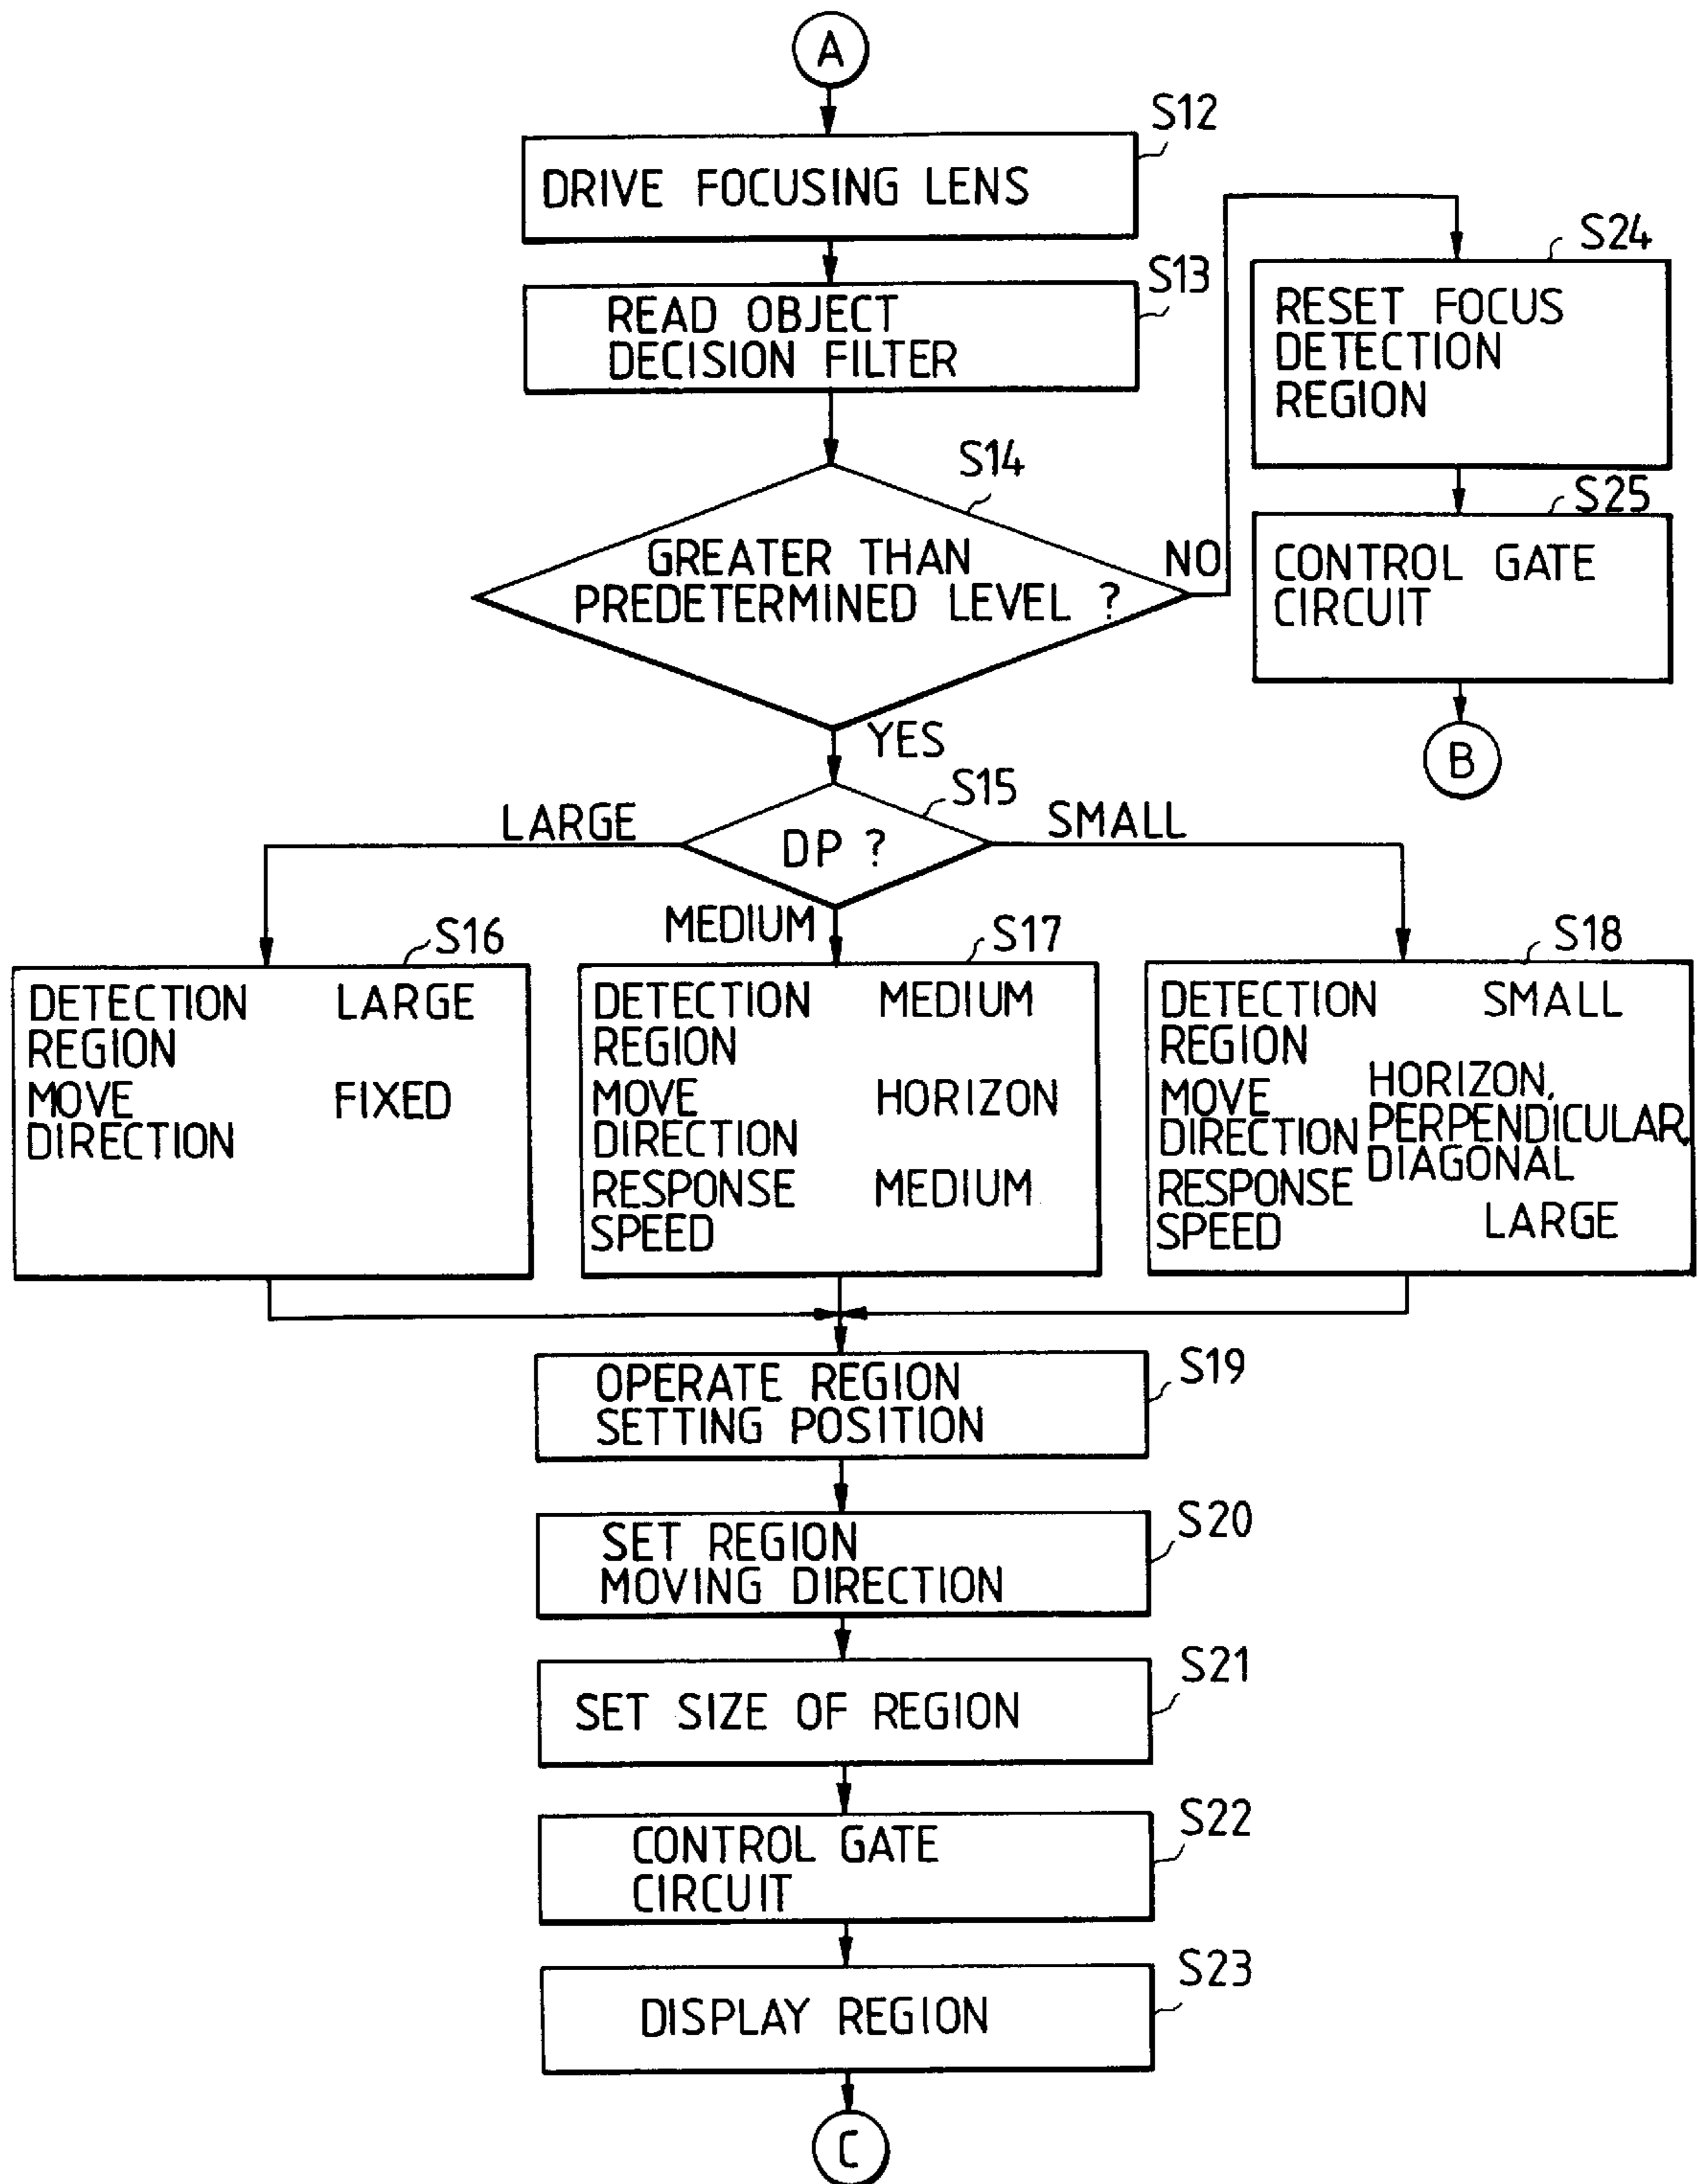 A
S12
DRIVE FOCUSING LENS
S13
READ OBJECT
DECISION FILTER
S14
GREATER THAN
PREDETERMINED LEVEL ?
NO
S24
RESET FOCUS
DETECTION
REGION
S25
CONTROL GATE
CIRCUIT
B
YES
S15
DP ?
LARGE
MEDIUM
SMALL
S16
DETECTION LARGE
REGION
MOVE FIXED
DIRECTION
S17
DETECTION MEDIUM
REGION
MOVE HORIZON
DIRECTION
RESPONSE MEDIUM
SPEED
S18
DETECTION SMALL
REGION
MOVE HORIZON,
DIRECTION PERPENDICULAR,
DIAGONAL
RESPONSE
SPEED LARGE
S19
OPERATE REGION
SETTING POSITION
S20
SET REGION
MOVING DIRECTION
S21
SET SIZE OF REGION
S22
CONTROL GATE
CIRCUIT
S23
DISPLAY REGION
C